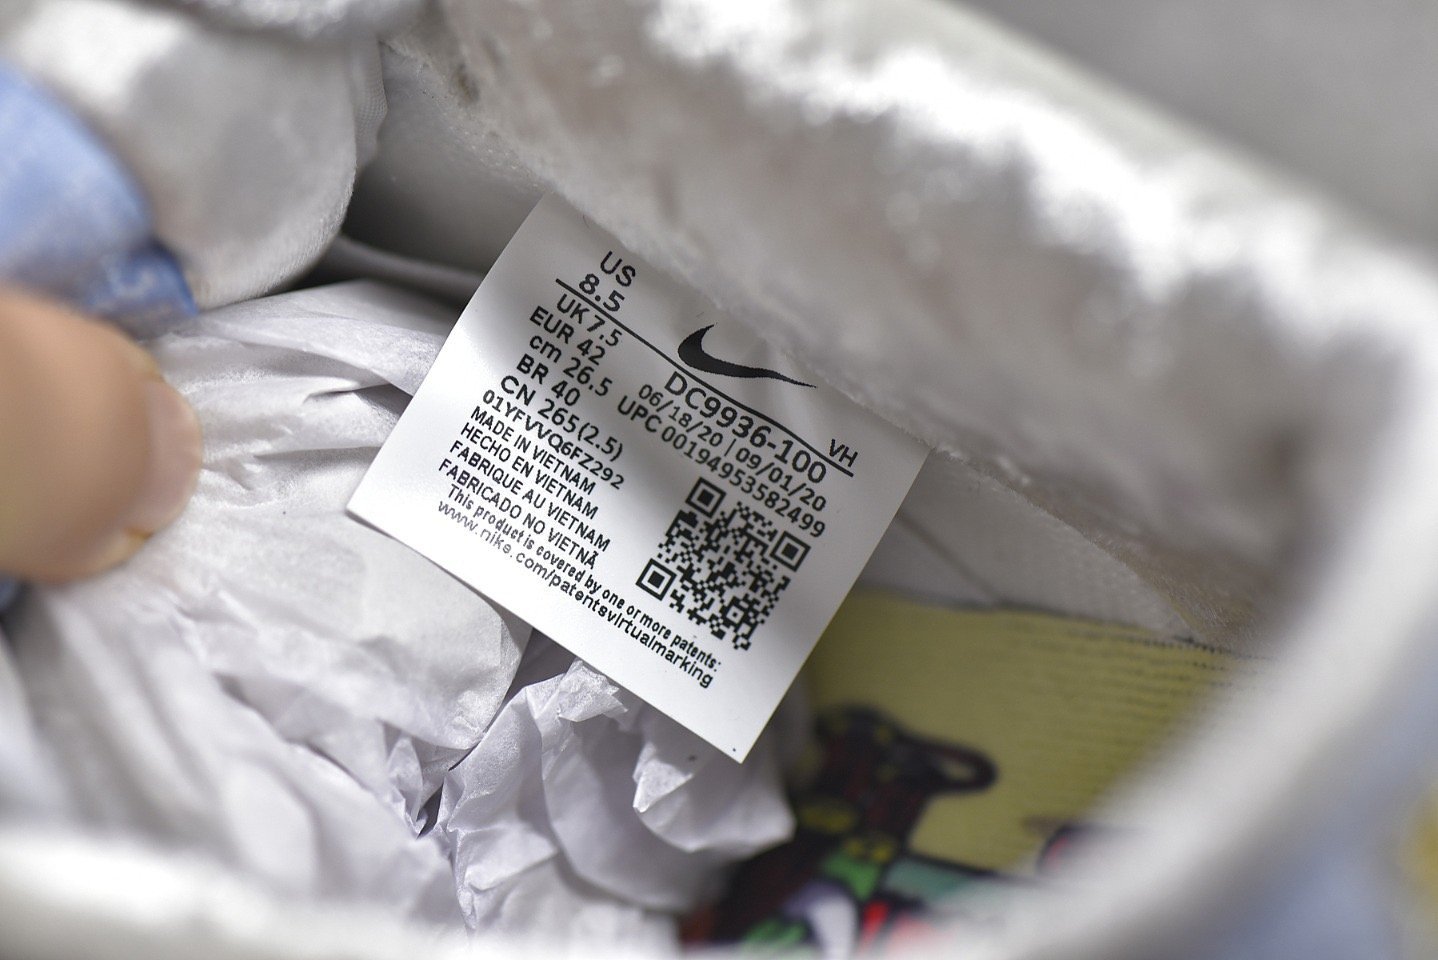 US
8.5
UK 7.5
EUR 42
cm 26.5
BR 40
CN 265(2.5)
01YFVVQ6FZ292
MADE IN VIETNAM
HECHO EN VIETNAM
FABRIQUE AU VIETNAM
FABRICADO NO VIETNÃ
This product is covered by one or more patents:
www.nike.com/patentsvirtualmarking
VH
DC9936-100
06/18/20 | 09/01/20
UPC 00194953582499